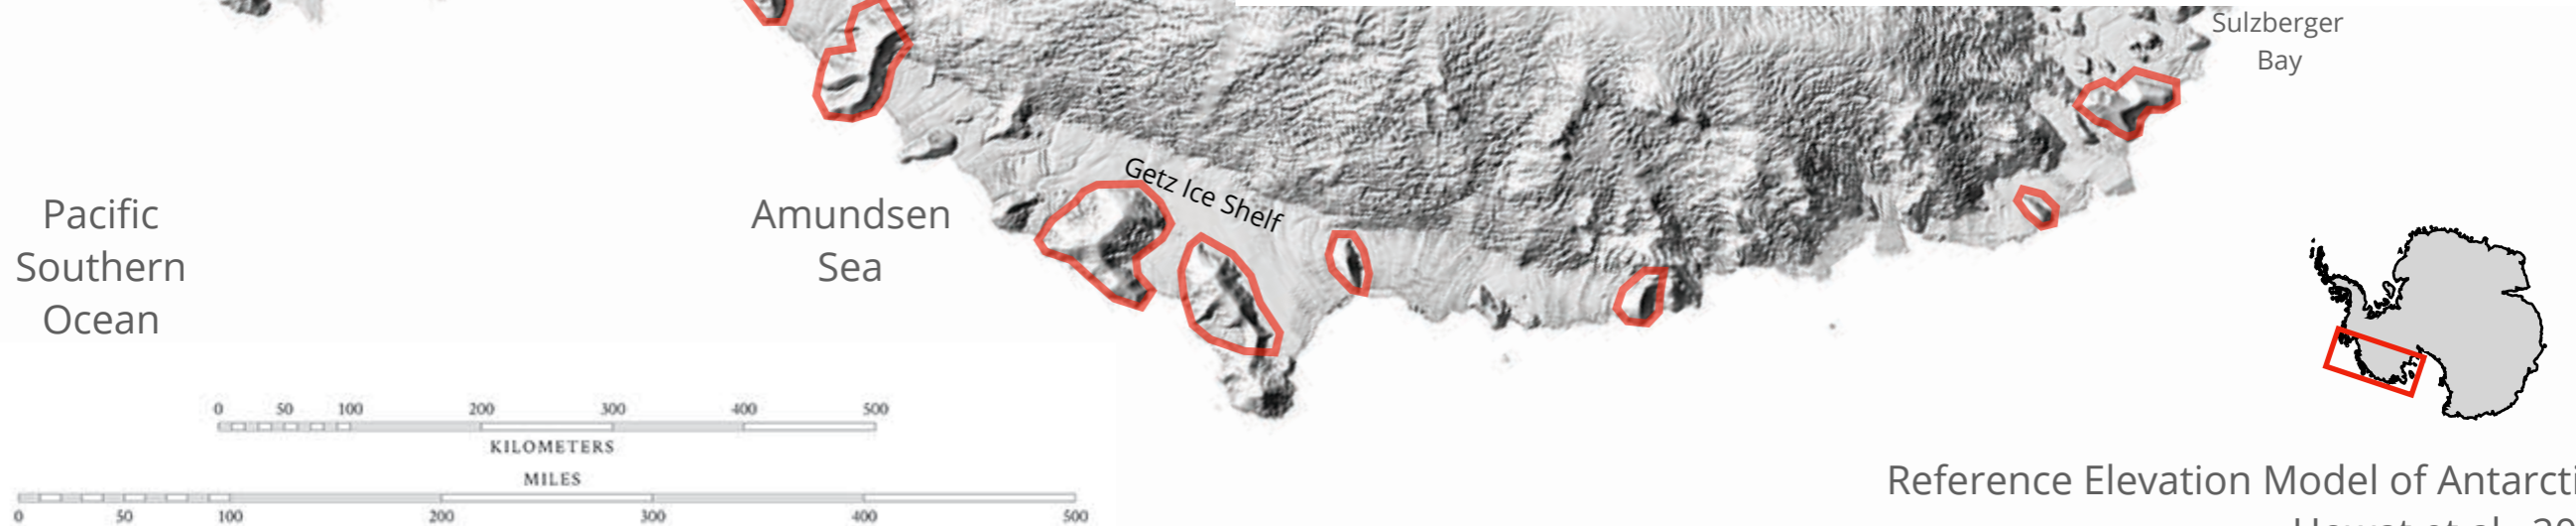 Sulzberger
Bay
Getz Ice Shelf
Pacific
Southern
Ocean
Amundsen
Sea
0 50 100 200 300 400 500
KILOMETERS
MILES
0 50 100 200 300 400 500
Reference Elevation Model of Antarcti